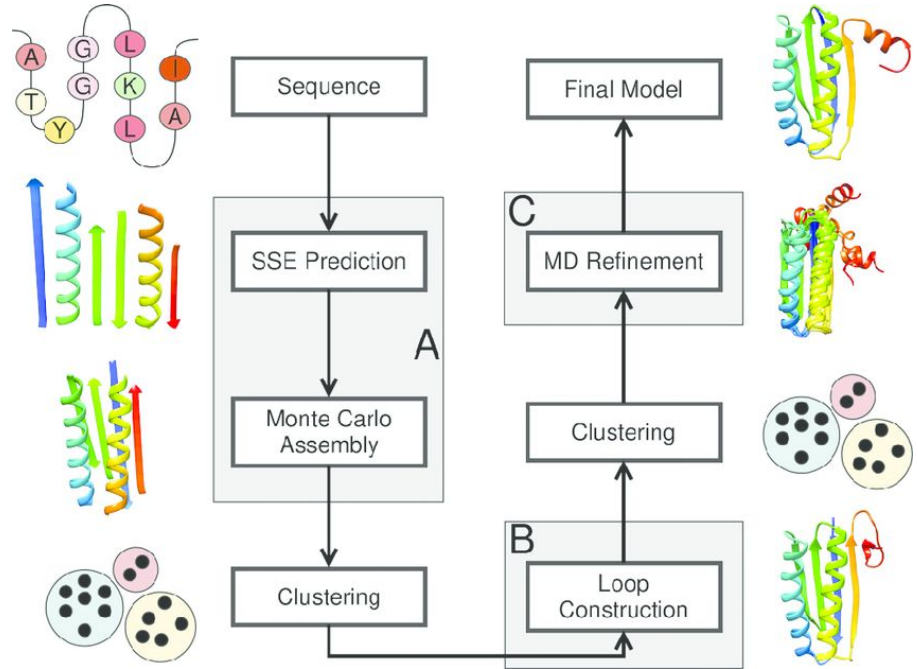 A
T
Y
G
G
L
K
L
I
A
Sequence
SSE Prediction
A
Monte Carlo
Assembly
Clustering
Final Model
C
MD Refinement
Clustering
B
Loop
Construction